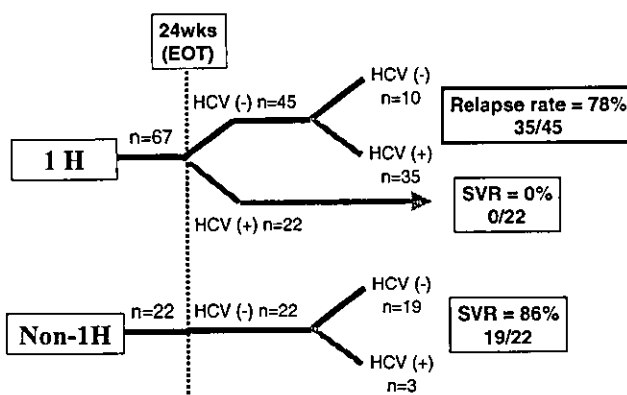 24wks
(EOT)
HCV (-)
n=10
HCV (-) n=45
Relapse rate = 78%
35/45
n=67
1 H
HCV (+)
n=35
SVR = 0%
0/22
HCV (+) n=22
HCV (-)
n=19
n=22
HCV (-) n=22
SVR = 86%
19/22
Non-1H
HCV (+)
n=3